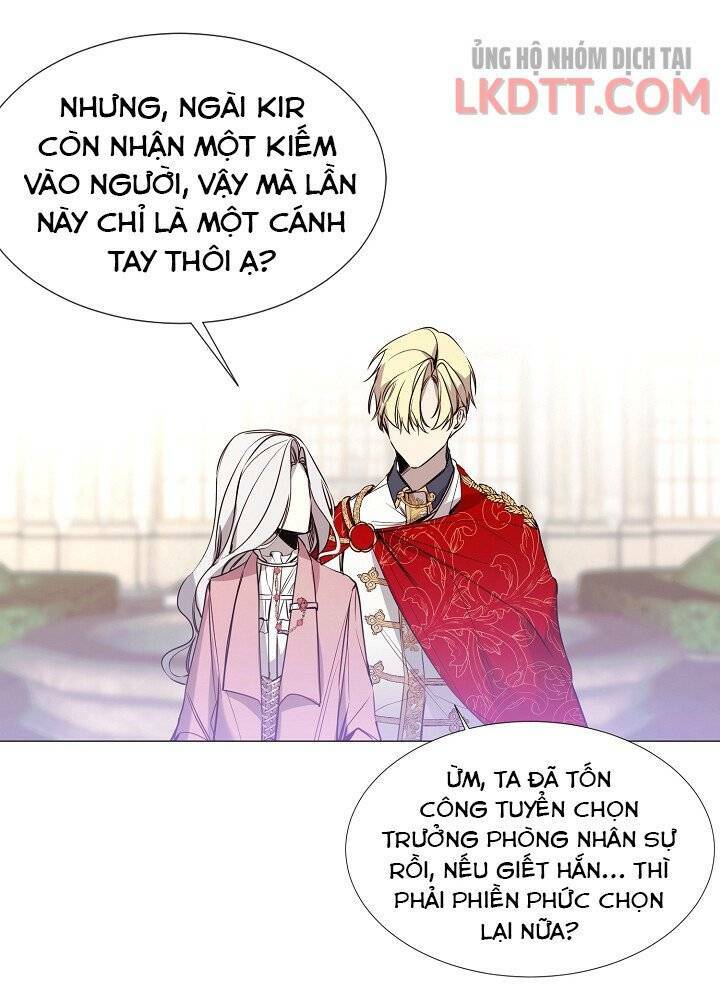 ỦNG HỘ NHÓM DỊCH TẠI
LKDTT.COM
NHƯNG, NGÀI KIR
CÒN NHẬN MỘT KIẾM
VÀO NGƯỜI, VẬY MÀ LẦN
NÀY CHỈ LÀ MỘT CÁNH
TAY THÔI Ạ?
ỪM, TA ĐÃ TỐN
CÔNG TUYỂN CHỌN
TRƯỞNG PHÒNG NHÂN SỰ
RỒI, NẾU GIẾT HẮN... THÌ
PHẢI PHIỀN PHỨC CHỌN
LẠI NỮA?